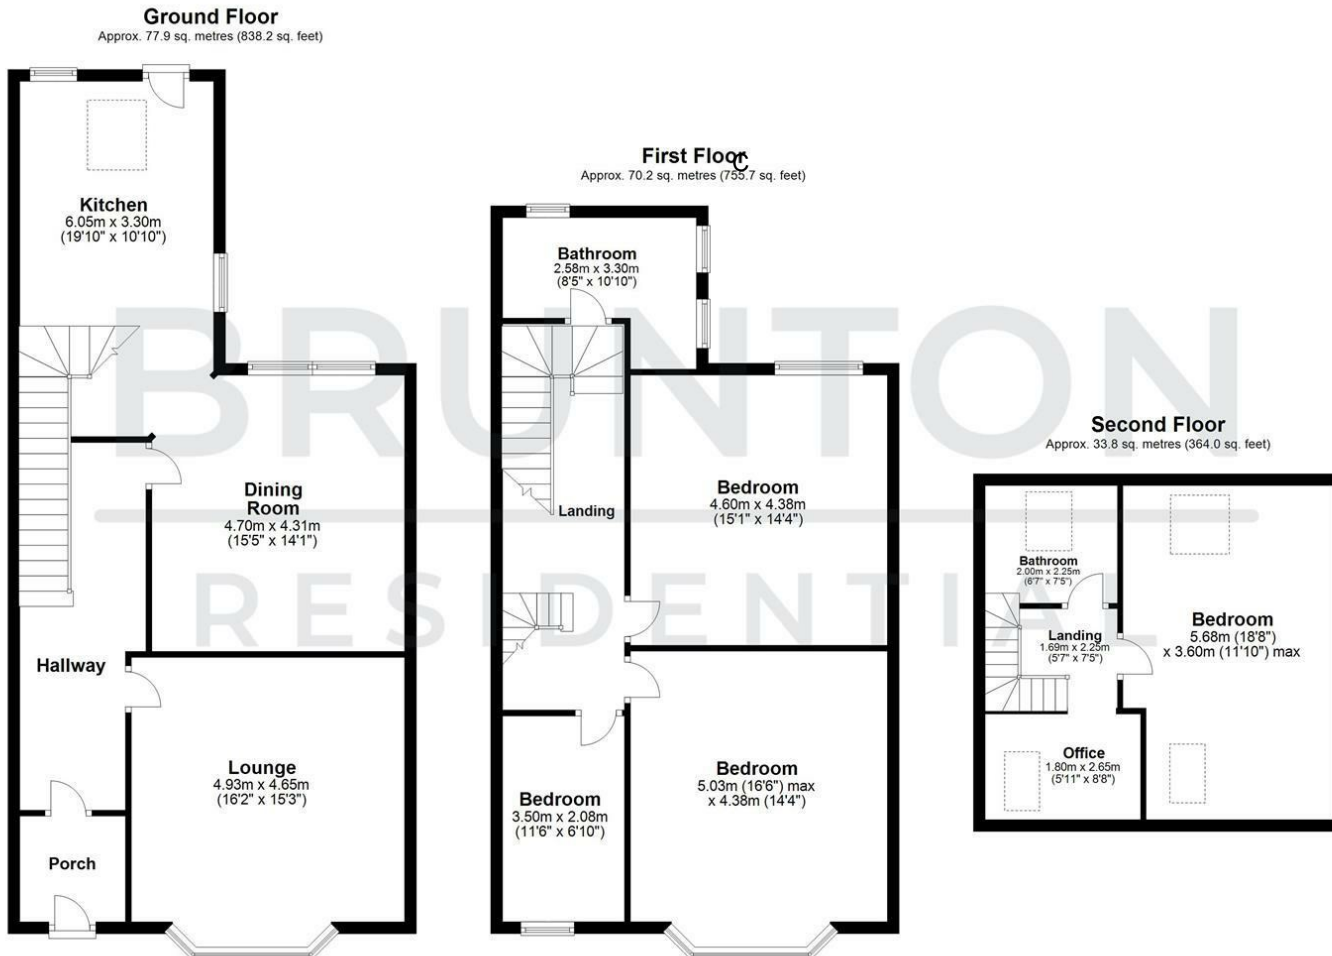 Ground Floor
Approx. 77.9 sq. metres (838.2 sq. feet)
Kitchen
6.05m x 3.30m
(19'10" x 10'10")
Dining
Room
4.70m x 4.31m
(15'5" x 14'1")
Hallway
Lounge
4.93m x 4.65m
(16'2" x 15'3")
Porch
First Floor
C
Approx. 70.2 sq. metres (755.7 sq. feet)
Bathroom
2.58m x 3.30m
(8'5" x 10'10")
Bedroom
4.60m x 4.38m
(15'1" x 14'4")
Landing
Bedroom
5.03m (16'6") max
x 4.38m (14'4")
Bedroom
3.50m x 2.08m
(11'6" x 6'10")
Second Floor
Approx. 33.8 sq. metres (364.0 sq. feet)
Bathroom
2.00m x 2.25m
(6'7" x 7'5")
Landing
1.69m x 2.25m
(5'7" x 7'5")
Bedroom
5.68m (18'8")
x 3.60m (11'10") max
Office
1.80m x 2.65m
(5'11" x 8'8")
BRUNTON
RESIDENTIAL